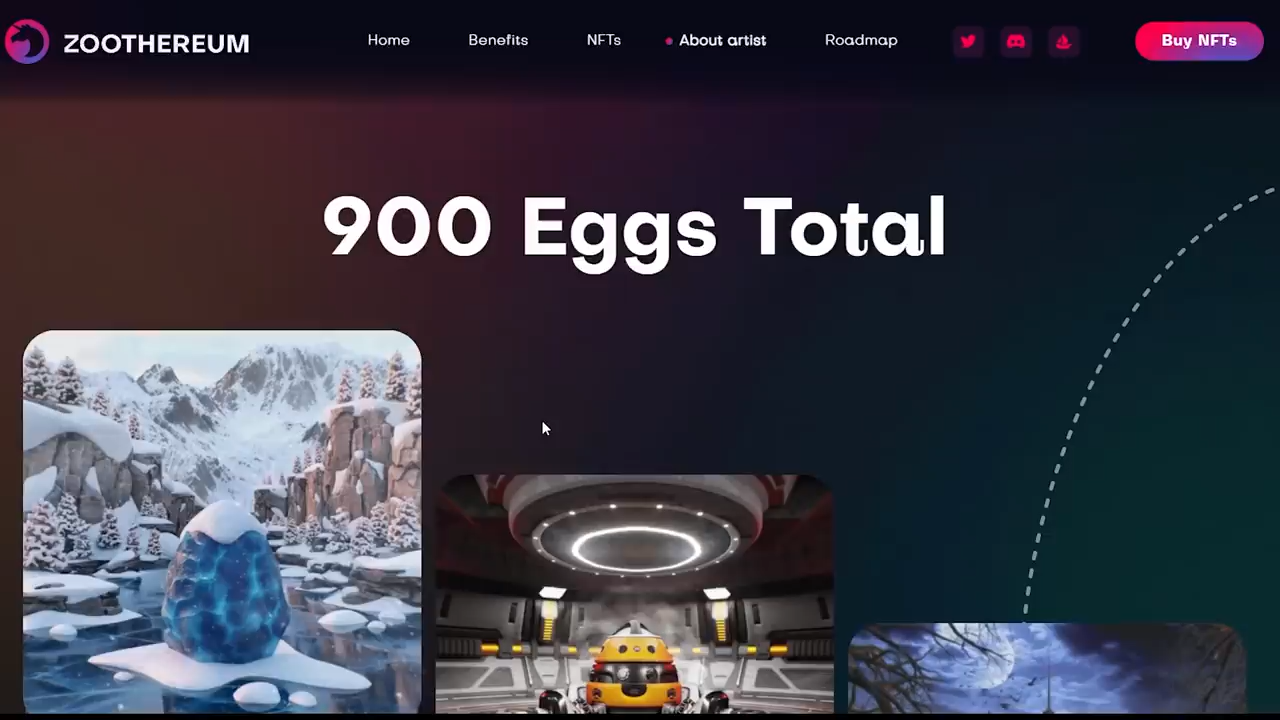 ZOOTHEREUM
Home
Benefits
NFTs
About artist
Roadmap
Buy NFTs
900 Eggs Total